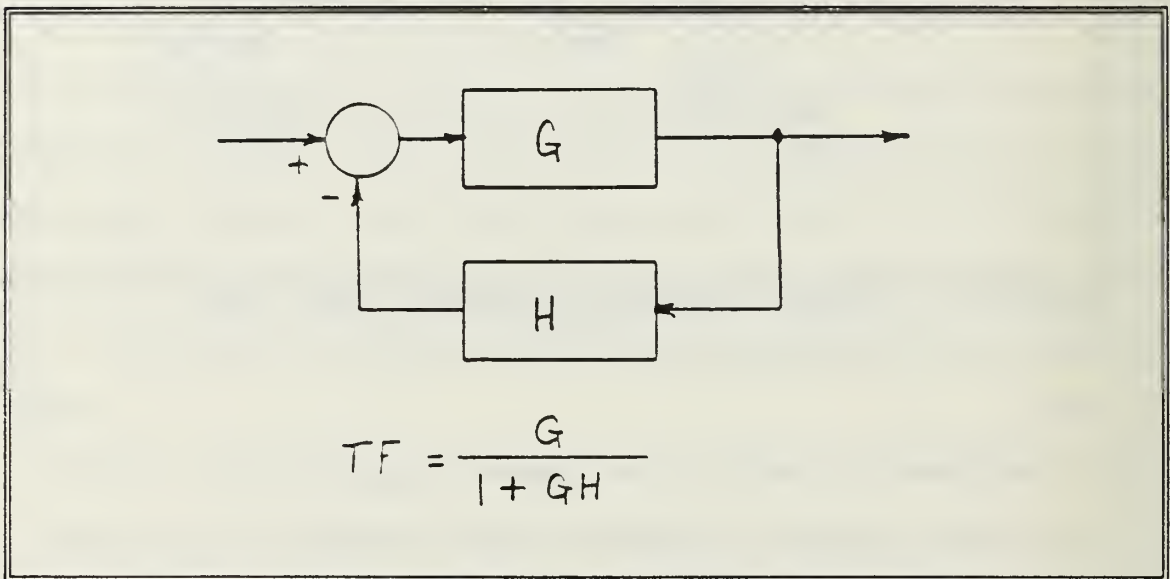 G
+
-
H
TF = G / 1 + GH